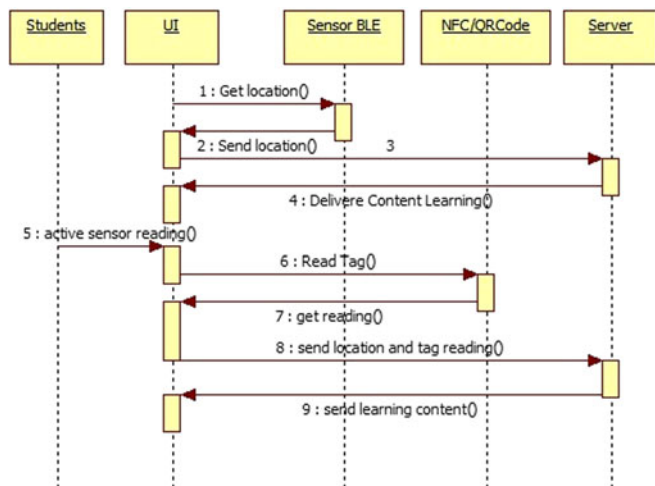 Students
UI
Sensor BLE
NFC/QRCode
Server
1 : Get location()
2 : Send location()
3
4 : Delivere Content Learning()
5 : active sensor reading()
6 : Read Tag()
7 : get reading()
8 : send location and tag reading()
9 : send learning content()